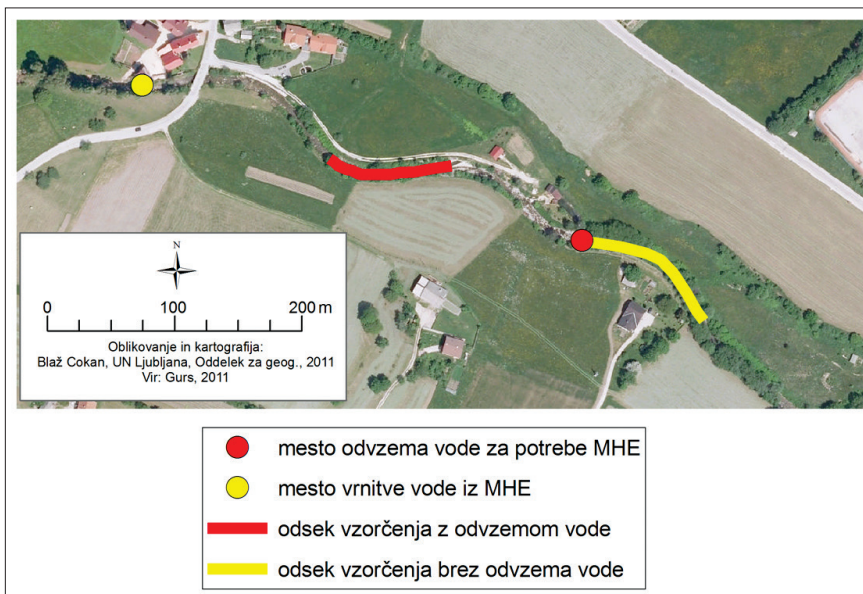 N
0 100 200 m
Oblikovanje in kartografija:
Blaž Cokan, UN Ljubljana, Oddelek za geog., 2011
Vir: Gurs, 2011
mesto odvzema vode za potrebe MHE
mesto vrnitve vode iz MHE
odsek vzorčenja z odvzemom vode
odsek vzorčenja brez odvzema vode